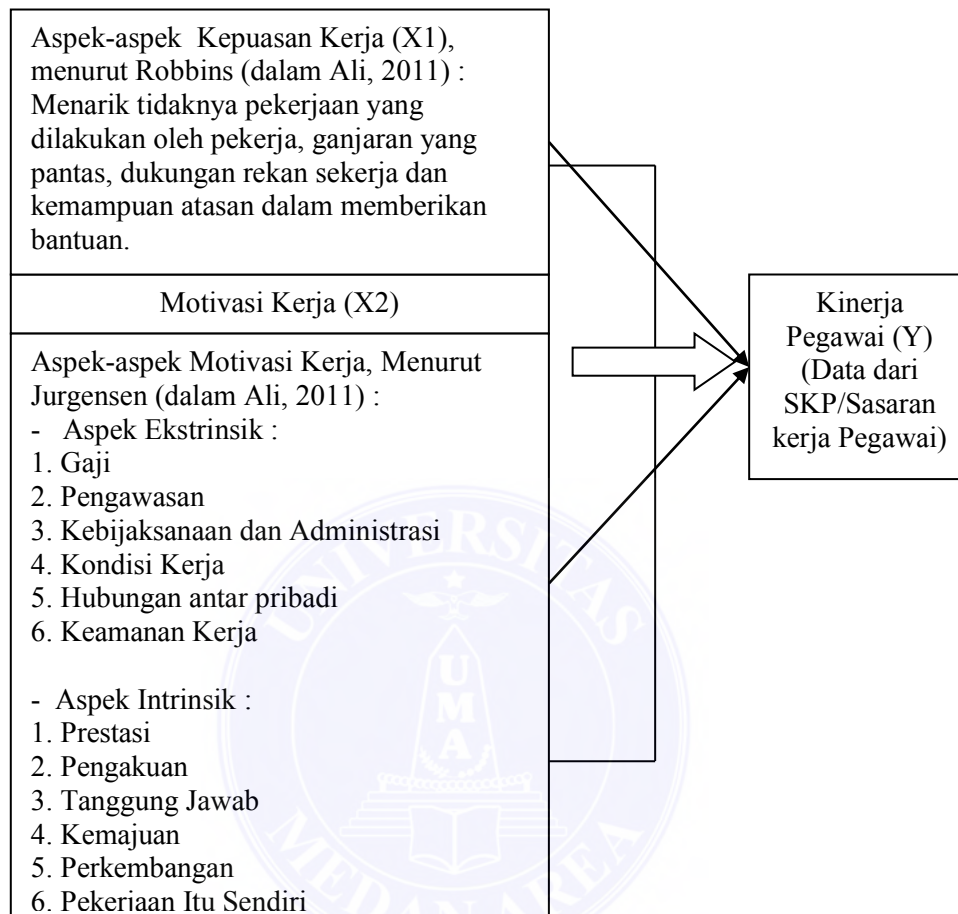 Aspek-aspek Kepuasan Kerja (X1),
menurut Robbins (dalam Ali, 2011) :
Menarik tidaknya pekerjaan yang
dilakukan oleh pekerja, ganjaran yang
pantas, dukungan rekan sekerja dan
kemampuan atasan dalam memberikan
bantuan.
Motivasi Kerja (X2)
Aspek-aspek Motivasi Kerja, Menurut
Jurgensen (dalam Ali, 2011) :
- Aspek Ekstrinsik :
1. Gaji
2. Pengawasan
3. Kebijaksanaan dan Administrasi
4. Kondisi Kerja
5. Hubungan antar pribadi
6. Keamanan Kerja
- Aspek Intrinsik :
1. Prestasi
2. Pengakuan
3. Tanggung Jawab
4. Kemajuan
5. Perkembangan
6. Pekerjaan Itu Sendiri
Kinerja
Pegawai (Y)
(Data dari
SKP/Sasaran
kerja Pegawai)
UNIVERSITAS
UMA
MEDAN AREA